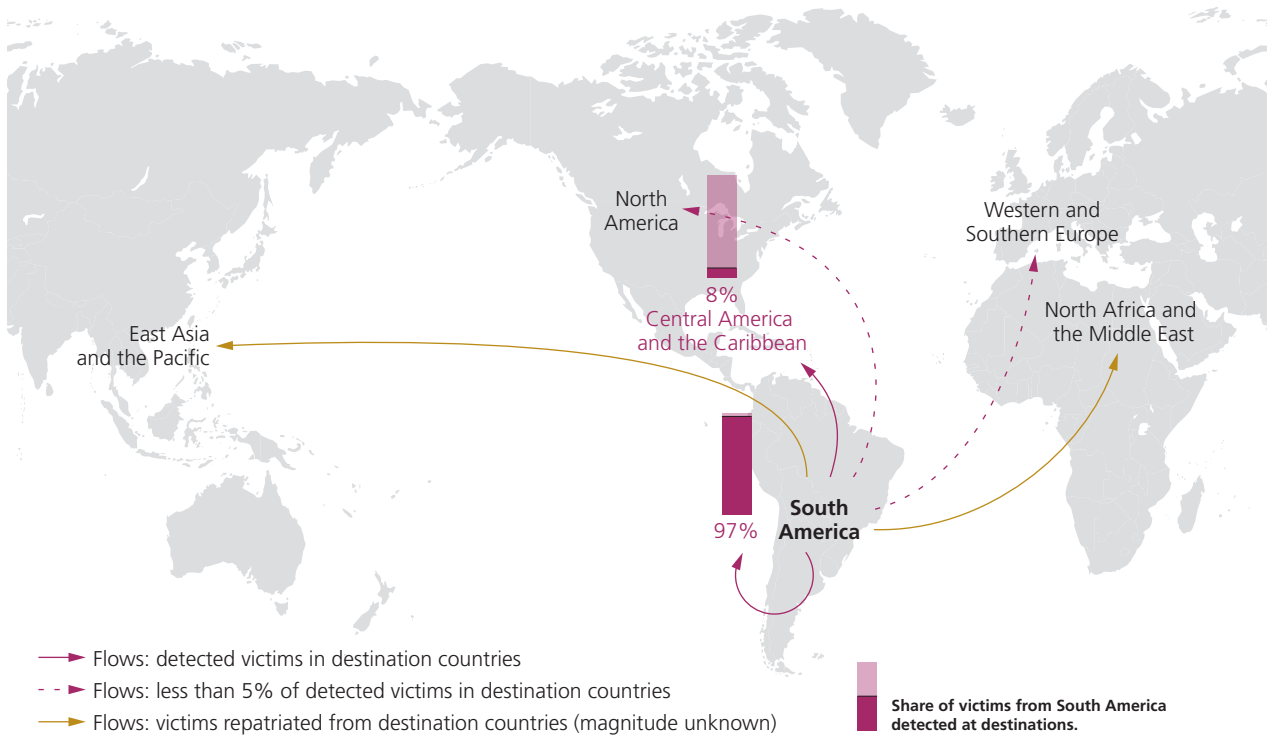 North
America
Western and
Southern Europe
8%
Central America
and the Caribbean
North Africa and
the Middle East
East Asia
and the Pacific
South
America
97%
Flows: detected victims in destination countries
Flows: less than 5% of detected victims in destination countries
Flows: victims repatriated from destination countries (magnitude unknown)
Share of victims from South America
detected at destinations.